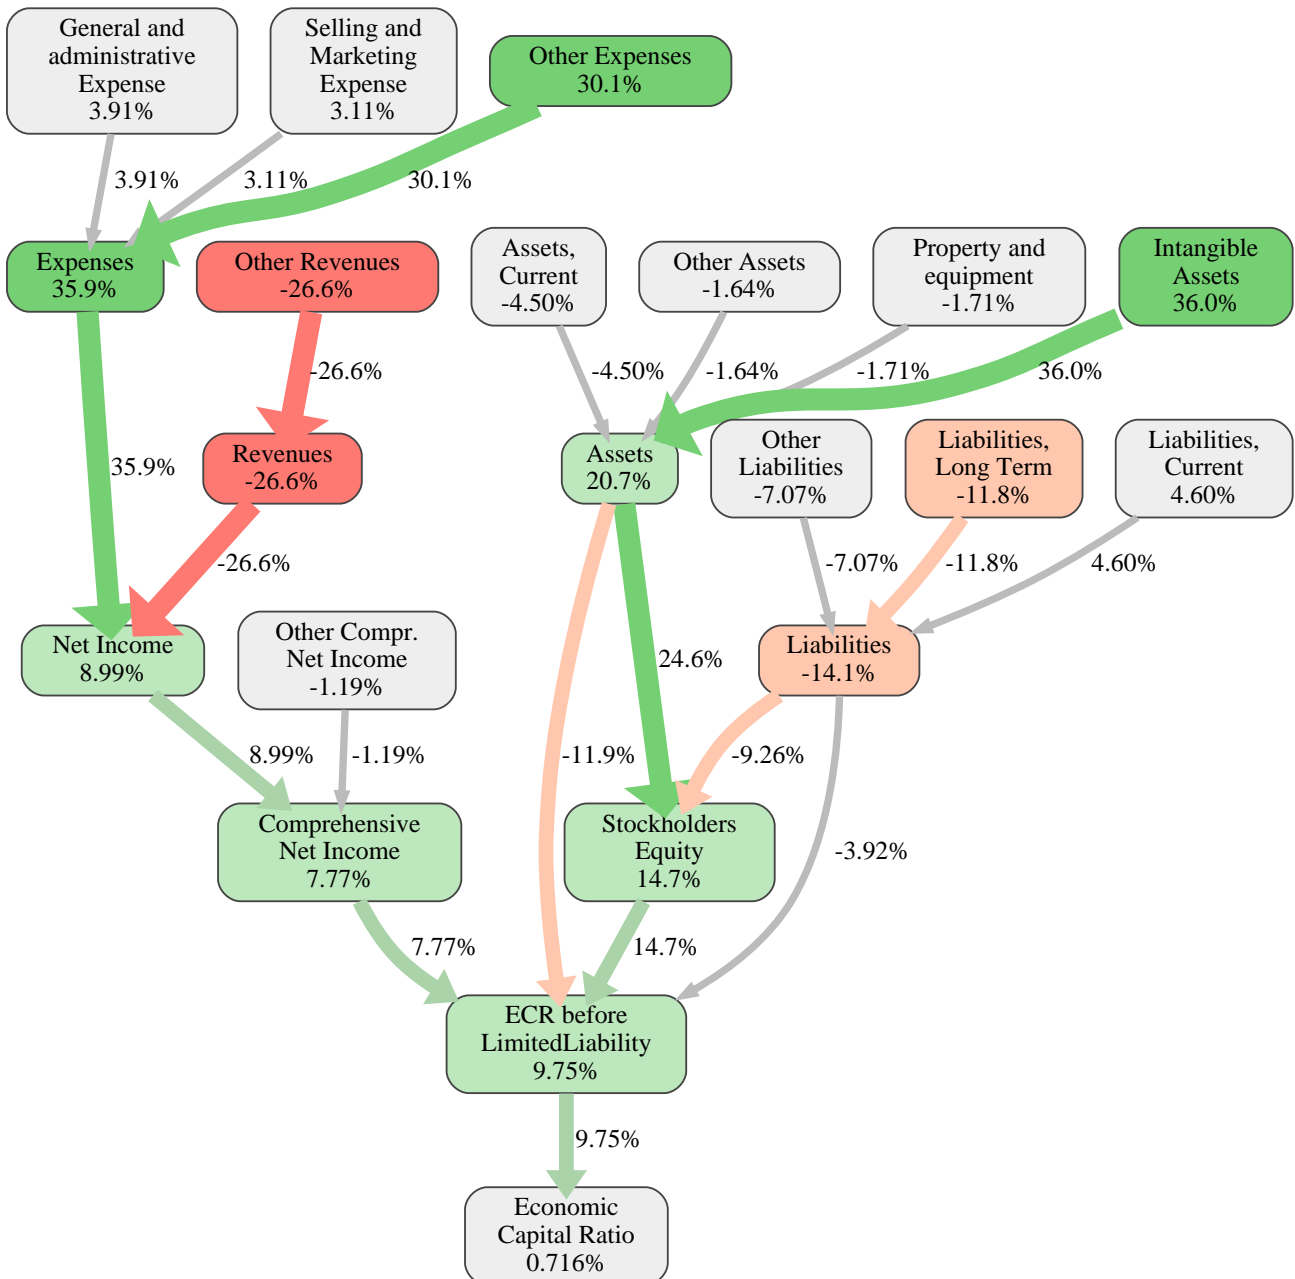 General and
administrative
Expense
3.91%
Selling and
Marketing
Expense
3.11%
Other Expenses
30.1%
3.91%
3.11%
30.1%
Expenses
35.9%
Other Revenues
-26.6%
Assets,
Current
-4.50%
Other Assets
-1.64%
Property and
equipment
-1.71%
Intangible
Assets
36.0%
-26.6%
-4.50%
-1.64%
-1.71%
36.0%
35.9%
Revenues
-26.6%
Assets
20.7%
Other
Liabilities
-7.07%
Liabilities,
Long Term
-11.8%
Liabilities,
Current
4.60%
-26.6%
-7.07%
-11.8%
4.60%
Net Income
8.99%
Other Compr.
Net Income
-1.19%
24.6%
Liabilities
-14.1%
8.99%
-1.19%
-11.9%
-9.26%
Comprehensive
Net Income
7.77%
Stockholders
Equity
14.7%
-3.92%
7.77%
14.7%
ECR before
LimitedLiability
9.75%
9.75%
Economic
Capital Ratio
0.716%